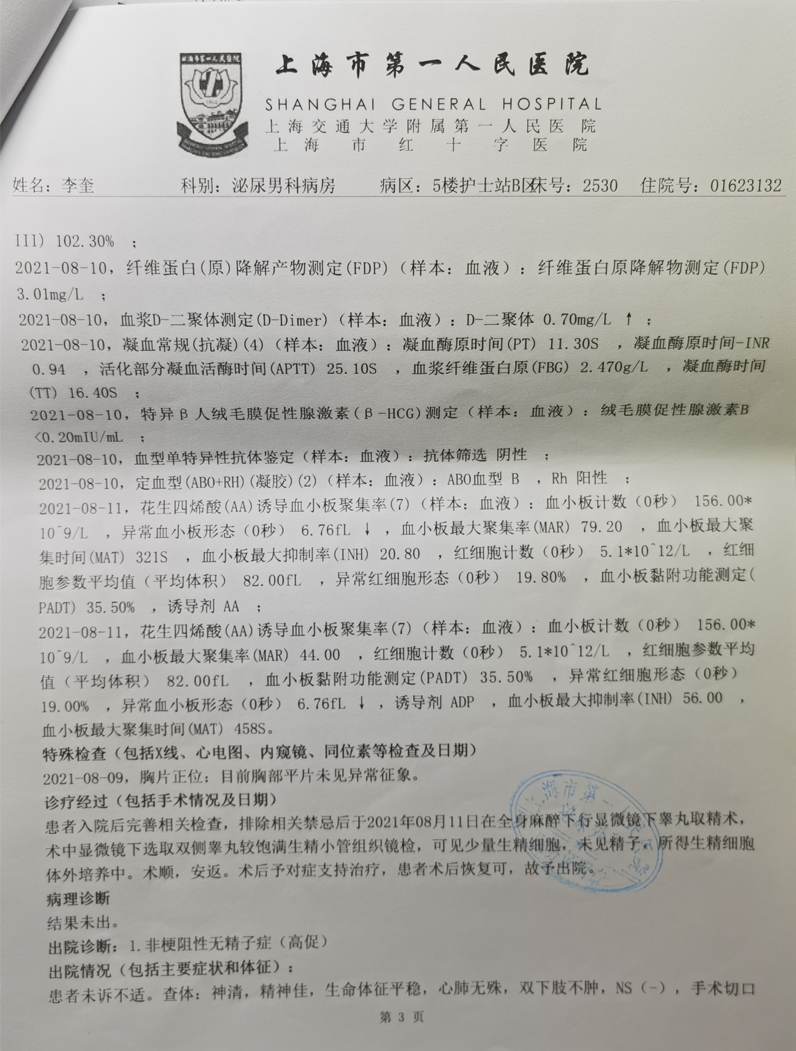 上海市第一人民医院
SHANGHAI GENERAL HOSPITAL
上海交通大学附属第一人民医院
上海市红十字医院
姓名：李奎 科别：泌尿男科病房 病区：5楼护士站B区床号：2530 住院号：01623132
III) 102.30% ；
2021-08-10，纤维蛋白(原)降解产物测定(FDP)（样本：血液）：纤维蛋白原降解物测定(FDP)
3.01mg/L ；
2021-08-10，血浆D-二聚体测定(D-Dimer)（样本：血液）：D-二聚体 0.70mg/L ↑ ；
2021-08-10，凝血常规(抗凝)(4)（样本：血液）：凝血酶原时间(PT) 11.30S ，凝血酶原时间-INR
0.94 ，活化部分凝血活酶时间(APTT) 25.10S ，血浆纤维蛋白原(FBG) 2.470g/L ，凝血酶时间
(TT) 16.40S ；
2021-08-10，特异β人绒毛膜促性腺激素(β-HCG)测定（样本：血液）：绒毛膜促性腺激素B
<0.20mIU/mL ；
2021-08-10，血型单特异性抗体鉴定（样本：血液）：抗体筛选 阴性 ；
2021-08-10，定血型(ABO+RH)(凝胶)(2)（样本：血液）：ABO血型 B ，Rh 阳性 ；
2021-08-11，花生四烯酸(AA)诱导血小板聚集率(7)（样本：血液）：血小板计数（0秒） 156.00*
10^9/L ，异常血小板形态（0秒） 6.76fL ↓ ，血小板最大聚集率(MAR) 79.20 ，血小板最大聚
集时间(MAT) 321S ，血小板最大抑制率(INH) 20.80 ，红细胞计数（0秒） 5.1*10^12/L ，红细
胞参数平均值（平均体积） 82.00fL ，异常红细胞形态（0秒） 19.80% ，血小板黏附功能测定(
PADT) 35.50% ，诱导剂 AA ；
2021-08-11，花生四烯酸(AA)诱导血小板聚集率(7)（样本：血液）：血小板计数（0秒） 156.00*
10^9/L ，血小板最大聚集率(MAR) 44.00 ，红细胞计数（0秒） 5.1*10^12/L ，红细胞参数平均
值（平均体积） 82.00fL ，血小板黏附功能测定(PADT) 35.50% ，异常红细胞形态（0秒）
19.00% ，异常血小板形态（0秒） 6.76fL ↓ ，诱导剂 ADP ，血小板最大抑制率(INH) 56.00 ，
血小板最大聚集时间(MAT) 458S。
特殊检查（包括X线、心电图、内窥镜、同位素等检查及日期）
2021-08-09，胸片正位：目前胸部平片未见异常征象。
诊疗经过（包括手术情况及日期）
患者入院后完善相关检查，排除相关禁忌后于2021年08月11日在全身麻醉下行显微镜下睾丸取精术，
术中显微镜下选取双侧睾丸较饱满生精小管组织镜检，可见少量生精细胞，未见精子，所得生精细胞
体外培养中。术顺，安返。术后予对症支持治疗，患者术后恢复可，故予出院。
病理诊断
结果未出。
出院诊断：1.非梗阻性无精子症（高促）
出院情况（包括主要症状和体征）：
患者未诉不适。查体：神清，精神佳，生命体征平稳，心肺无殊，双下肢不肿，NS（-），手术切口
第 3 页